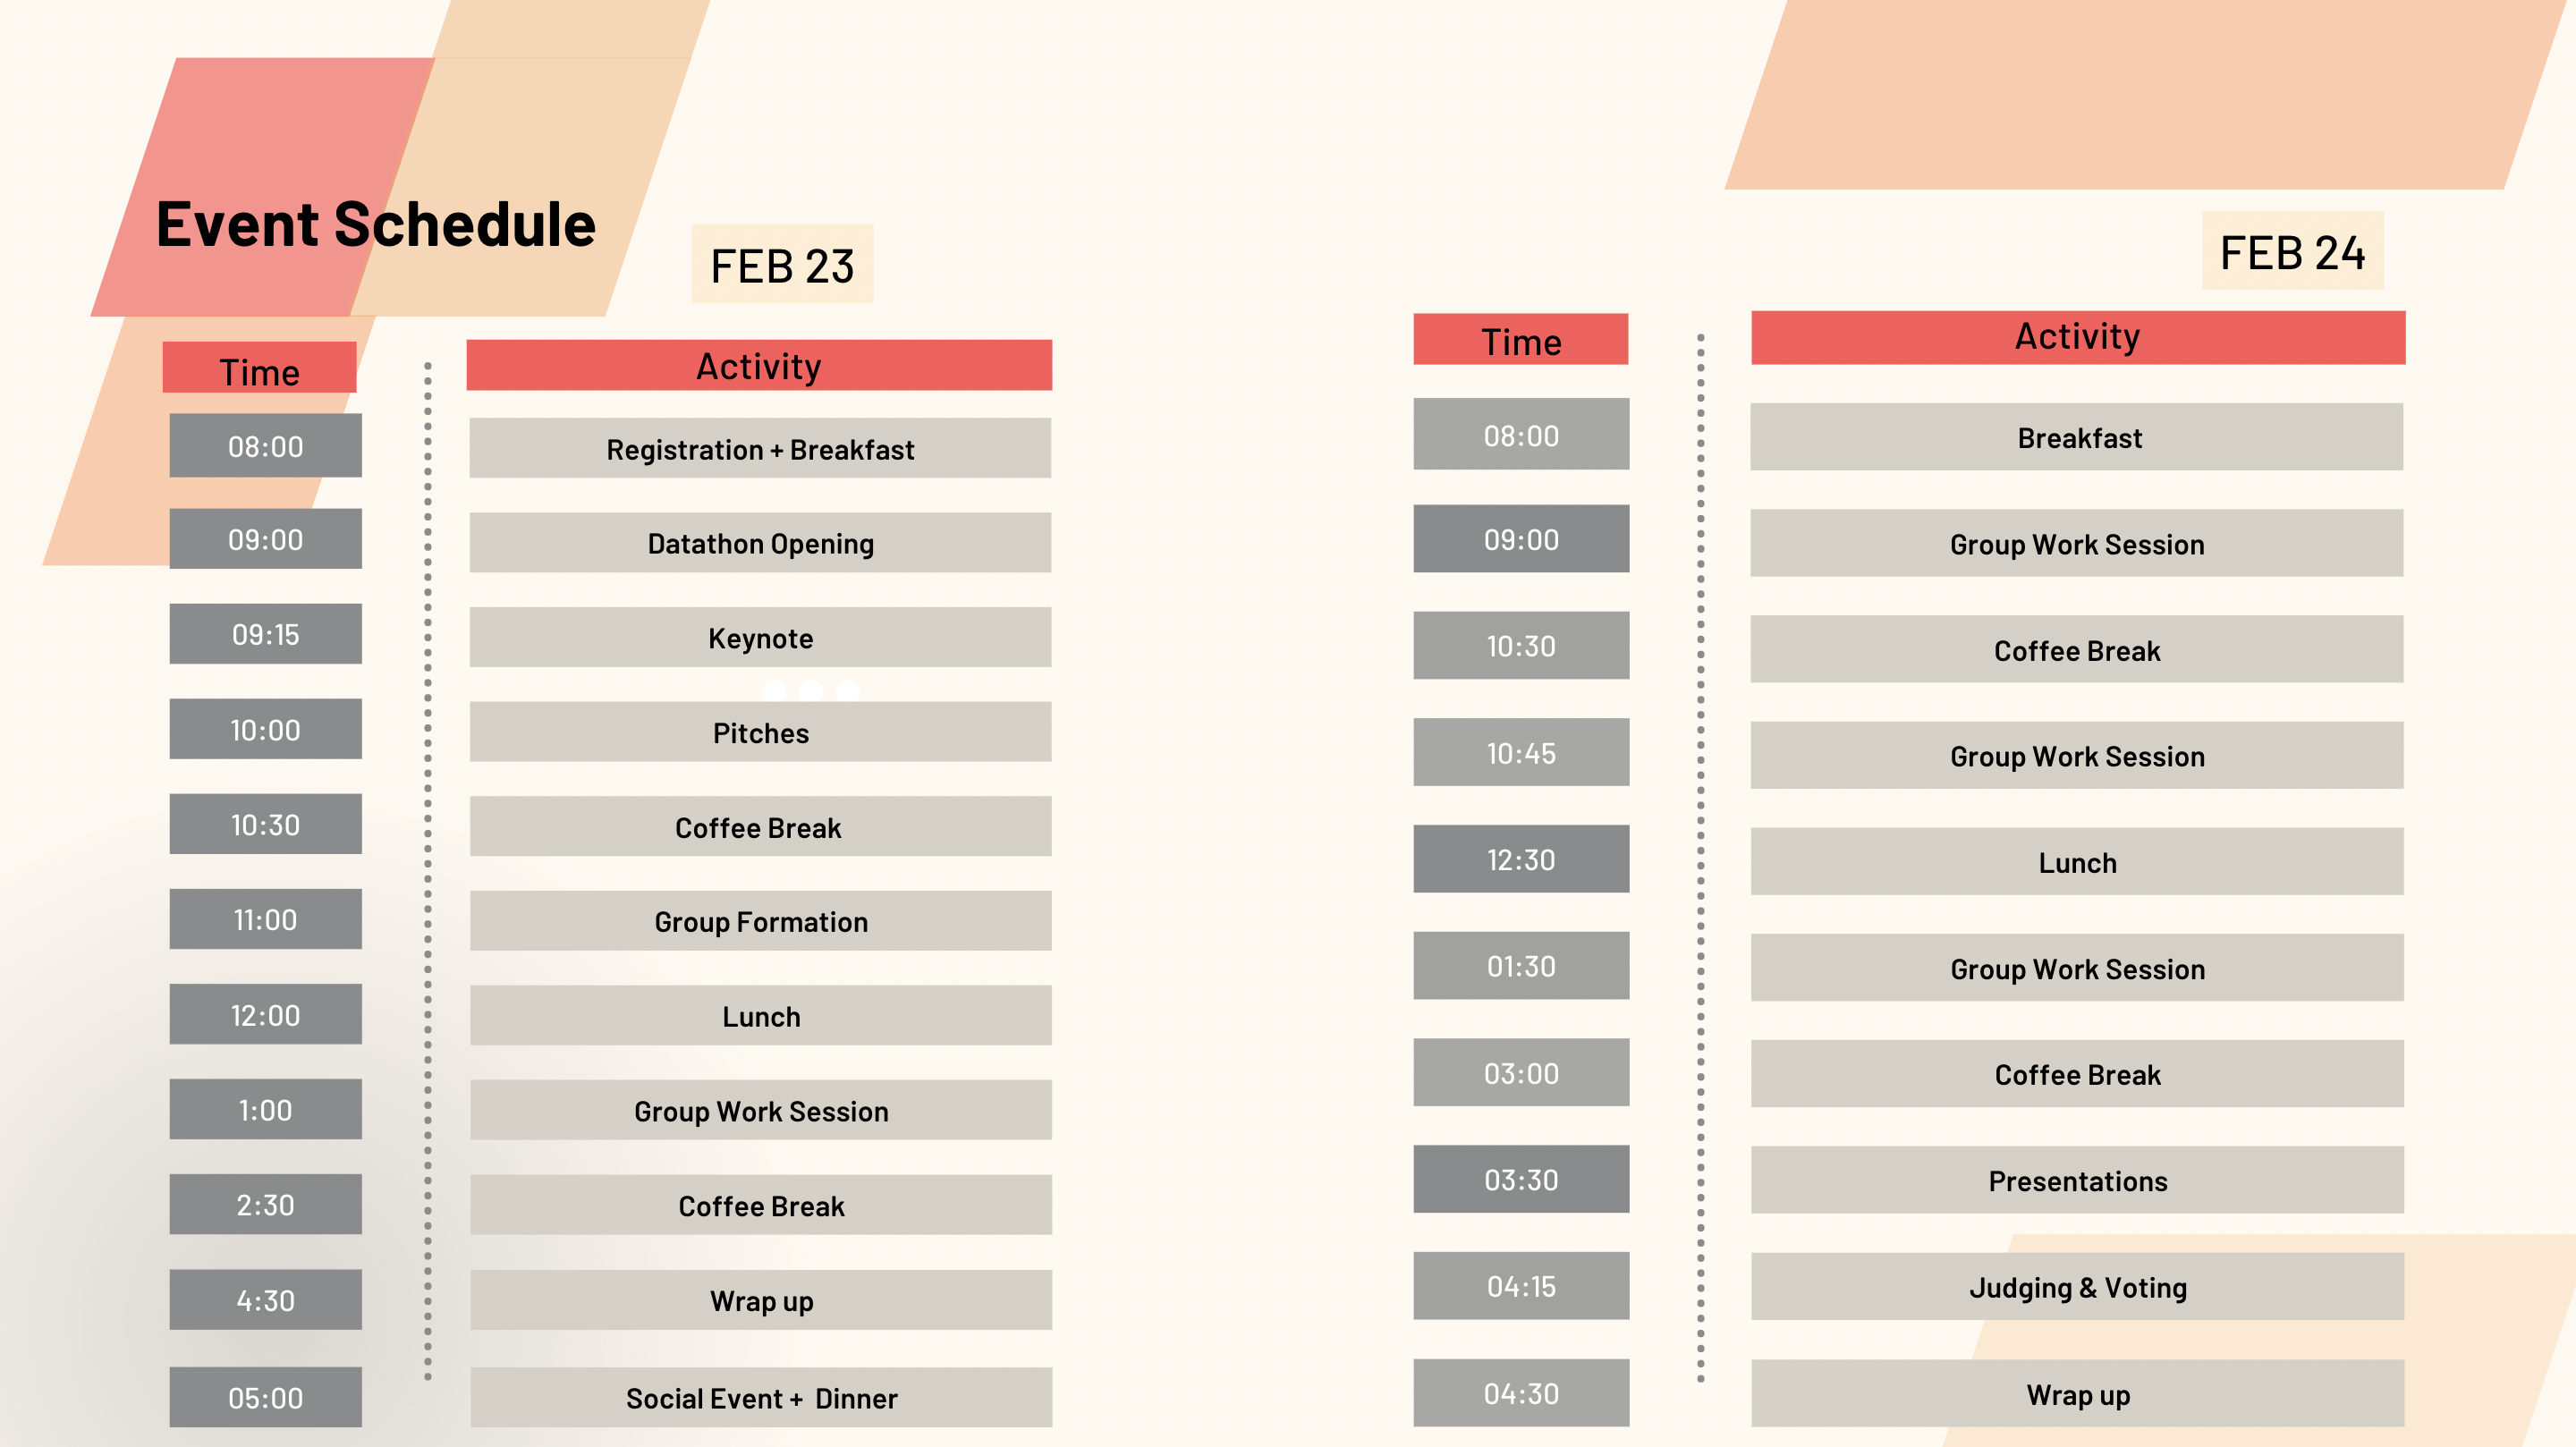 Event Schedule
FEB 23
Time Activity
08:00 Registration + Breakfast
09:00 Datathon Opening
09:15 Keynote
10:00 Pitches
10:30 Coffee Break
11:00 Group Formation
12:00 Lunch
1:00 Group Work Session
2:30 Coffee Break
4:30 Wrap up
05:00 Social Event + Dinner
FEB 24
Time Activity
08:00 Breakfast
09:00 Group Work Session
10:30 Coffee Break
10:45 Group Work Session
12:30 Lunch
01:30 Group Work Session
03:00 Coffee Break
03:30 Presentations
04:15 Judging & Voting
04:30 Wrap up